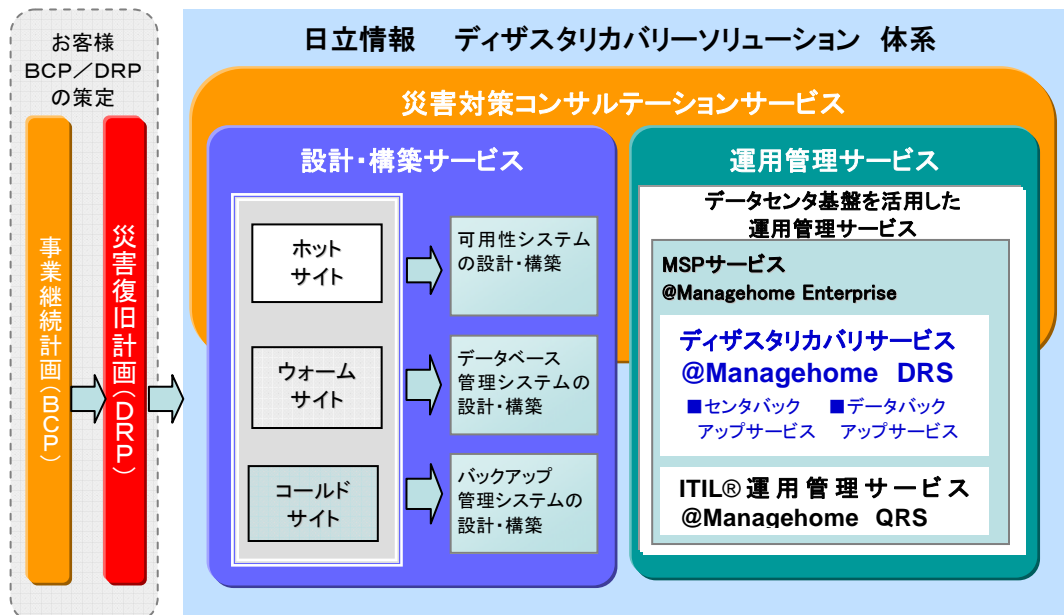 お客様
BCP／DRP
の策定
事業継続計画(BCP)
災害復旧計画(DRP)
日立情報 ディザスタリカバリーソリューション 体系
災害対策コンサルテーションサービス
設計・構築サービス
ホット
サイト
可用性システム
の設計・構築
ウォーム
サイト
データベース
管理システムの
設計・構築
コールド
サイト
バックアップ
管理システムの
設計・構築
運用管理サービス
データセンタ基盤を活用した
運用管理サービス
MSPサービス
@Managehome Enterprise
ディザスタリカバリサービス
@Managehome DRS
■センタバック ■データバック
アップサービス アップサービス
ITIL®運用管理サービス
@Managehome QRS